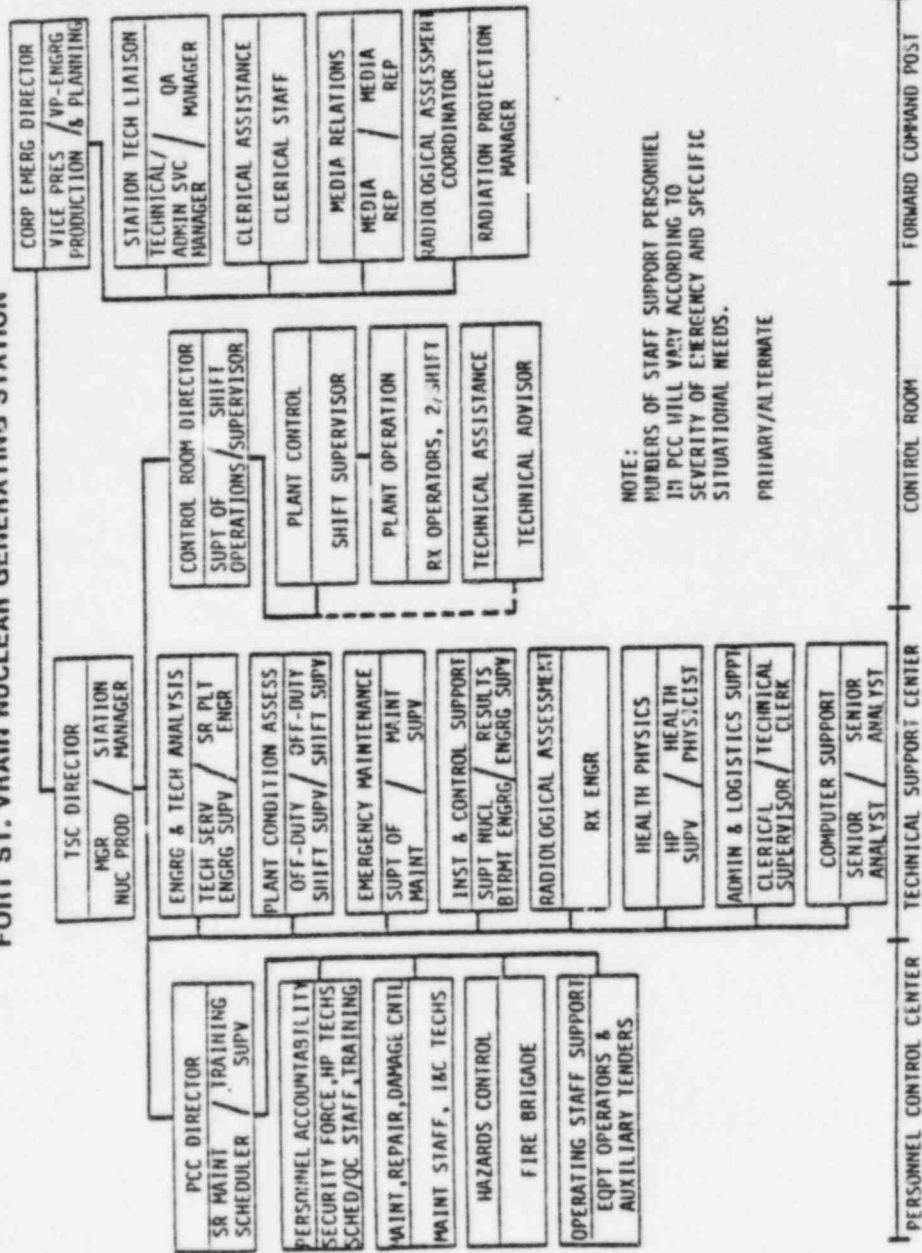 FORT ST. VRAIN NUCLEAR GENERATING STATION
CORP EMERG DIRECTOR
VICE PRES / VP-ENGRG
PRODUCTION / & PLANNING
TSC DIRECTOR
MGR / STATION
NUC PROD / MANAGER
PCC DIRECTOR
SR MAINT / TRAINING
SCHEDULER / SUPV
PERSONNEL ACCOUNTABILITY
SECURITY FORCE, HP TECHS
SCHED/QC STAFF, TRAINING
MAINT, REPAIR, DAMAGE CNTL
MAINT STAFF, I&C TECHS
HAZARDS CONTROL
FIRE BRIGADE
OPERATING STAFF SUPPORT
EQPT OPERATORS &
AUXILIARY TENDERS
PERSONNEL CONTROL CENTER
ENGRG & TECH ANALYSIS
TECH SERV / SR PLT
ENGRG SUPV / ENGR
PLANT CONDITION ASSESS
OFF-DUTY / OFF-DUTY
SHIFT SUPV / SHIFT SUPV
EMERGENCY MAINTENANCE
SUPT OF / MAINT
MAINT / SUPV
INST & CONTROL SUPPORT
SUPT NUCL / RESULTS
BTRMT ENGRG / ENGRG SUPV
RADIOLOGICAL ASSESSMENT
RX ENGR
HEALTH PHYSICS
HP / HEALTH
SUPV / PHYSICIST
ADMIN & LOGISTICS SUPPT
CLERICAL / TECHNICAL
SUPERVISOR / CLERK
COMPUTER SUPPORT
SENIOR / SENIOR
ANALYST / ANALYST
TECHNICAL SUPPORT CENTER
CONTROL ROOM DIRECTOR
SUPT OF / SHIFT
OPERATIONS / SUPERVISOR
PLANT CONTROL
SHIFT SUPERVISOR
PLANT OPERATION
RX OPERATORS, 2/SHIFT
TECHNICAL ASSISTANCE
TECHNICAL ADVISOR
NOTE:
NUMBERS OF STAFF SUPPORT PERSONNEL
IN PCC WILL VARY ACCORDING TO
SEVERITY OF EMERGENCY AND SPECIFIC
SITUATIONAL NEEDS.
PRIMARY/ALTERNATE
CONTROL ROOM
STATION TECH LIAISON
TECHNICAL / QA
ADMIN SVC / MANAGER
MANAGER
CLERICAL ASSISTANCE
CLERICAL STAFF
MEDIA RELATIONS
MEDIA / MEDIA
REP / REP
RADIOLOGICAL ASSESSMENT
COORDINATOR
RADIATION PROTECTION
MANAGER
FORWARD COMMAND POST